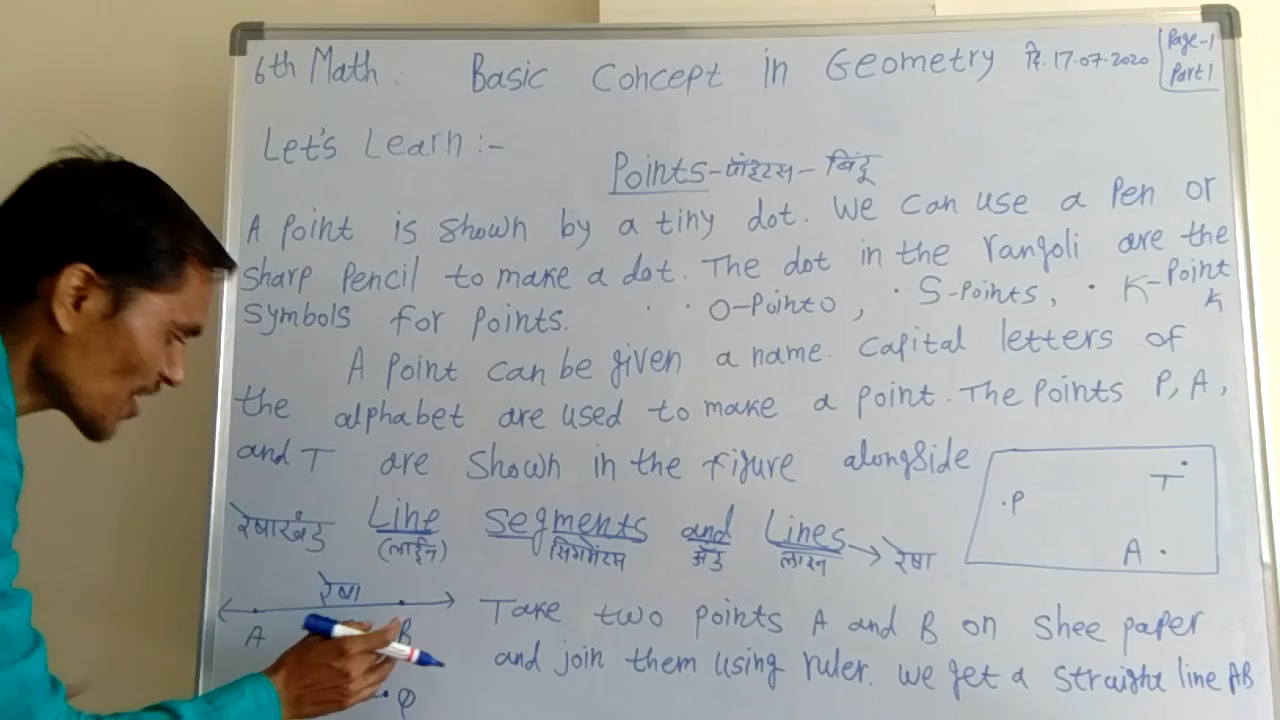 6th Math. Basic Concept in Geometry दि. 17.07.2020 Page-1
Part 1
Let's Learn :-
Points - पॉइंटस - बिंदू
A Point is shown by a tiny dot. We can use a Pen or
sharp Pencil to make a dot. The dot in the rangoli are the
symbols for points. . . O-Point O, . S-Points, . K-Point K
A point can be given a name. Capital letters of
the alphabet are used to make a point. The Points P, A,
and T are shown in the figure alongside
.P T . A .
रेषाखंड Line segments and Lines → रेषा
(लाईन) सिगमेंटस अँड लाइन
रेषा
A B
Take two points A and B on shee paper
and join them using ruler. We get a straight line AB
Q